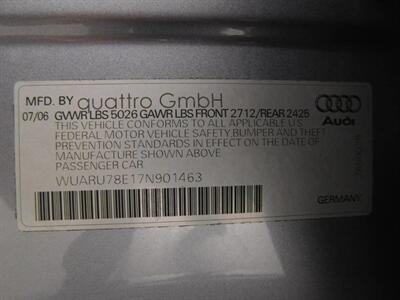 MFD. BY quattro GmbH
07/06 GVWR LBS 5026 GAWR LBS FRONT 2712/REAR 2425
THIS VEHICLE CONFORMS TO ALL APPLICABLE U.S.
FEDERAL MOTOR VEHICLE SAFETY, BUMPER AND THEFT
PREVENTION STANDARDS IN EFFECT ON THE DATE OF
MANUFACTURE SHOWN ABOVE.
PASSENGER CAR
WUARU78E17N901463
Audi
GERMANY